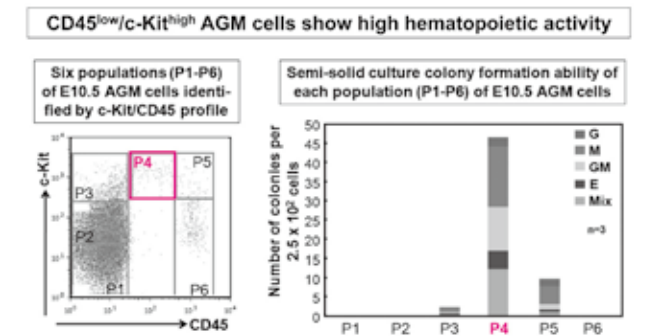 CD45low/c-Kithigh AGM cells show high hematopoietic activity
Six populations (P1-P6)
of E10.5 AGM cells identi-
fied by c-Kit/CD45 profile
Semi-solid culture colony formation ability of
each population (P1-P6) of E10.5 AGM cells
c-Kit
P4
P5
P3
P2
P1
P6
CD45
Number of colonies per
2.5 x 10² cells
50
45
40
35
30
25
20
15
10
5
0
G
M
GM
E
Mix
n=3
P1 P2 P3 P4 P5 P6